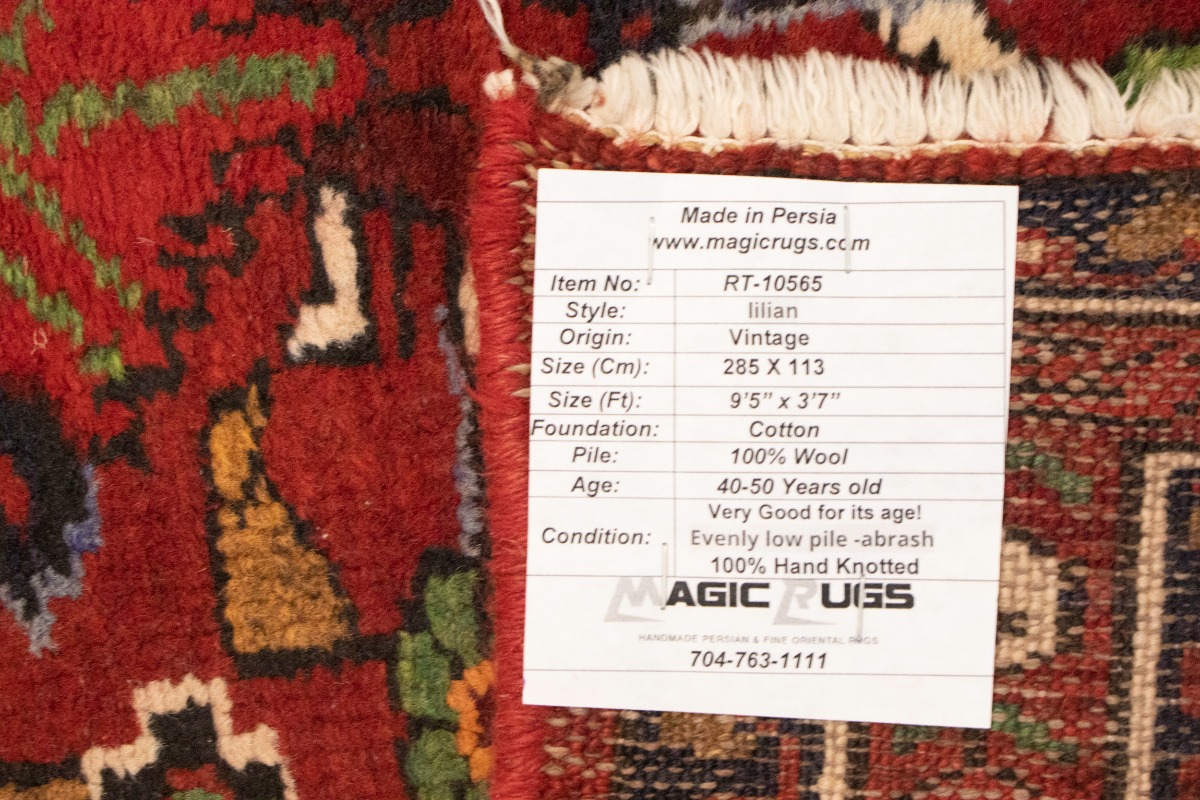 Made in Persia
www.magicrugs.com
Item No: RT-10565
Style: lilian
Origin: Vintage
Size (Cm): 285 X 113
Size (Ft): 9'5" x 3'7"
Foundation: Cotton
Pile: 100% Wool
Age: 40-50 Years old
Very Good for its age!
Condition: Evenly low pile -abrash
100% Hand Knotted
MAGIC RUGS
HANDMADE PERSIAN & FINE ORIENTAL RUGS
704-763-1111